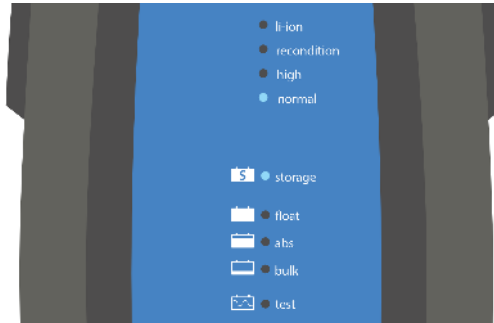 li-ion
recondition
high
normal
S storage
float
abs
bulk
test